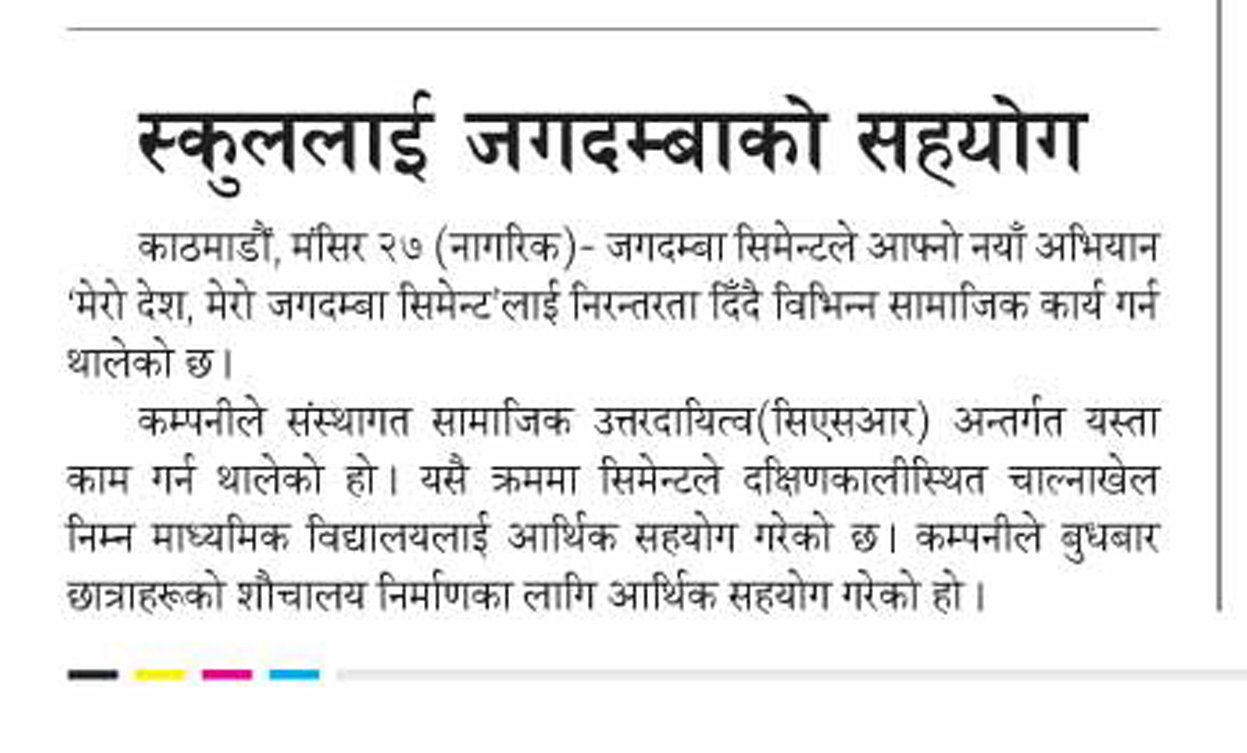 स्कुललाई जगदम्बाको सहयोग
काठमाडौं, मंसिर २७ (नागरिक)- जगदम्बा सिमेन्टले आफ्नो नयाँ अभियान
‘मेरो देश, मेरो जगदम्बा सिमेन्ट’लाई निरन्तरता दिँदै विभिन्न सामाजिक कार्य गर्न
थालेको छ।
कम्पनीले संस्थागत सामाजिक उत्तरदायित्व(सिएसआर) अन्तर्गत यस्ता
काम गर्न थालेको हो। यसै क्रममा सिमेन्टले दक्षिणकालीस्थित चाल्नाखेल
निम्न माध्यमिक विद्यालयलाई आर्थिक सहयोग गरेको छ। कम्पनीले बुधबार
छात्राहरूको शौचालय निर्माणका लागि आर्थिक सहयोग गरेको हो।